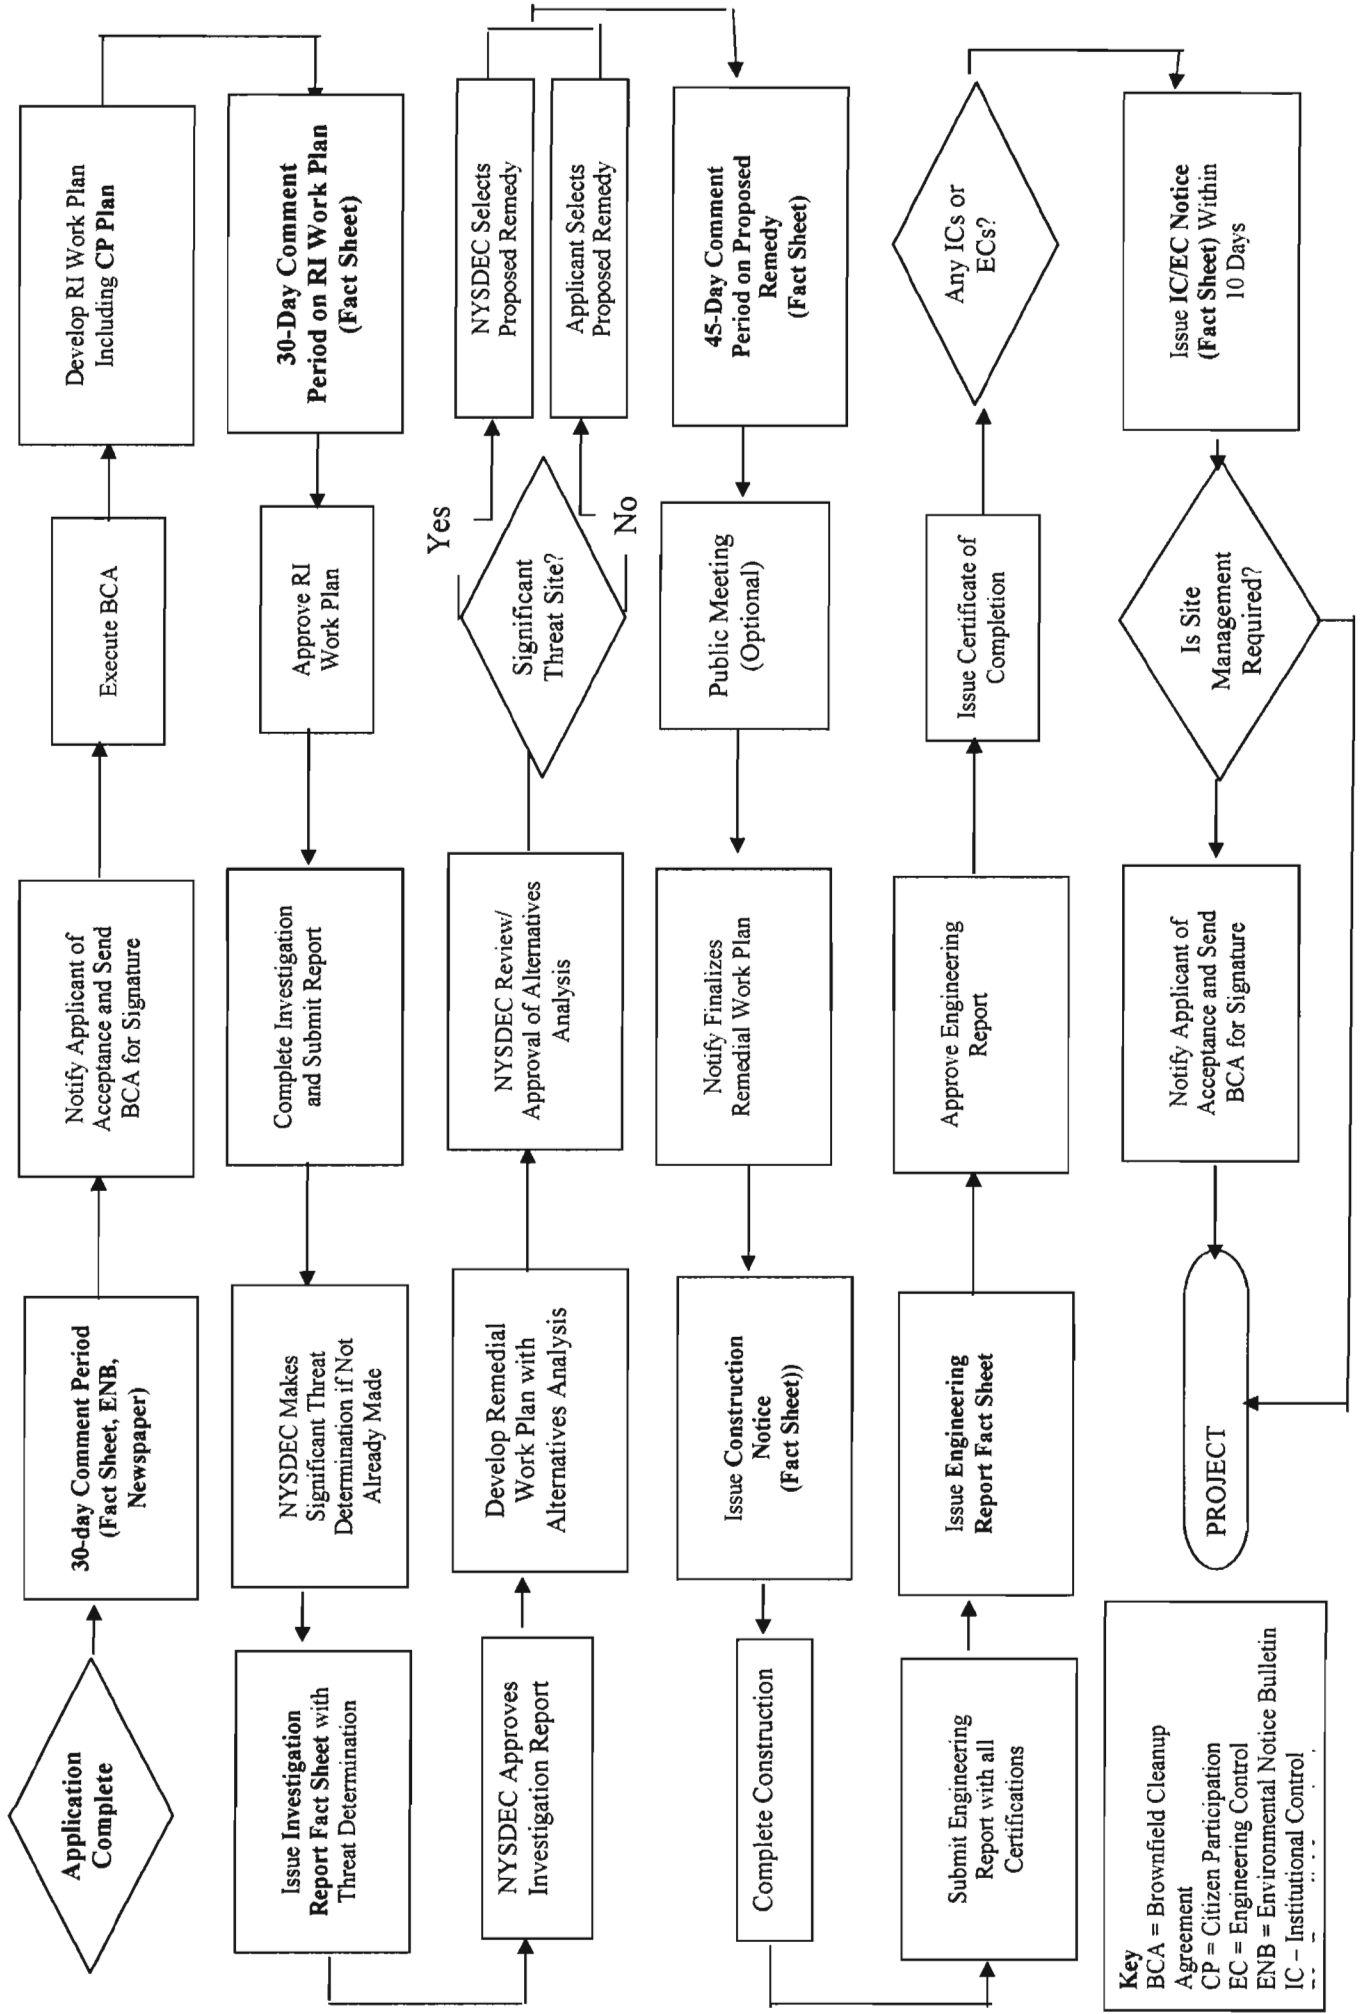 Application
Complete
30-day Comment Period
(Fact Sheet, ENB,
Newspaper)
Notify Applicant of
Acceptance and Send
BCA for Signature
Execute BCA
Develop RI Work Plan
Including CP Plan
30-Day Comment
Period on RI Work Plan
(Fact Sheet)
Approve RI
Work Plan
Complete Investigation
and Submit Report
NYSDEC Makes
Significant Threat
Determination if Not
Already Made
Issue Investigation
Report Fact Sheet with
Threat Determination
NYSDEC Approves
Investigation Report
Develop Remedial
Work Plan with
Alternatives Analysis
NYSDEC Review/
Approval of Alternatives
Analysis
Significant
Threat Site?
Yes
No
NYSDEC Selects
Proposed Remedy
Applicant Selects
Proposed Remedy
45-Day Comment
Period on Proposed
Remedy
(Fact Sheet)
Public Meeting
(Optional)
Notify Finalizes
Remedial Work Plan
Issue Construction
Notice
(Fact Sheet))
Complete Construction
Submit Engineering
Report with all
Certifications
Issue Engineering
Report Fact Sheet
Approve Engineering
Report
Issue Certificate of
Completion
Any ICs or
ECs?
Issue IC/EC Notice
(Fact Sheet) Within
10 Days
Is Site
Management
Required?
Notify Applicant of
Acceptance and Send
BCA for Signature
PROJECT
Key
BCA = Brownfield Cleanup
Agreement
CP = Citizen Participation
EC = Engineering Control
ENB = Environmental Notice Bulletin
IC – Institutional Control